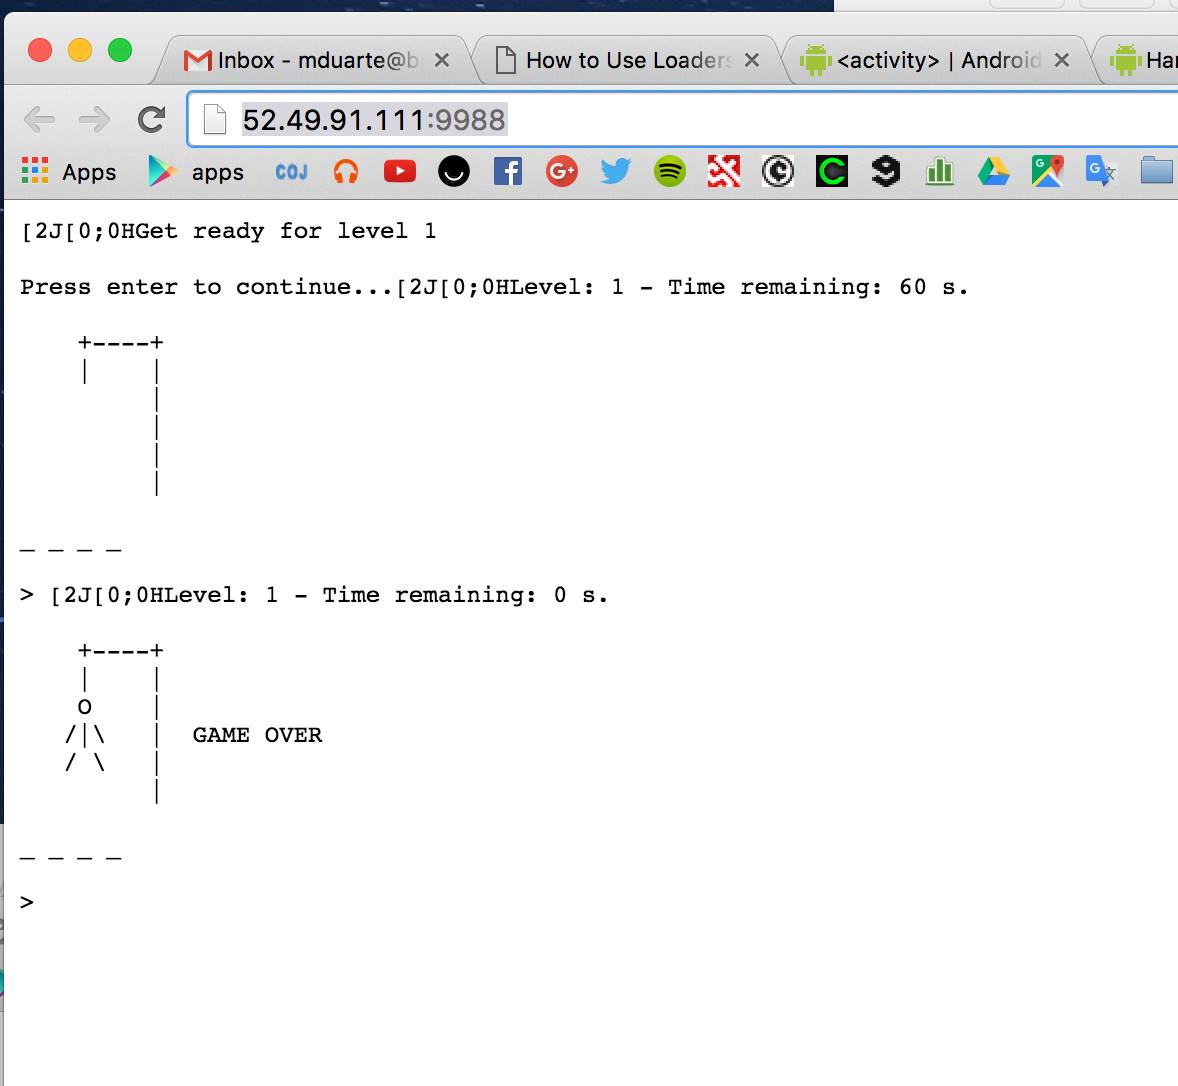 Inbox - mduarte@b
How to Use Loaders
<activity> | Android
Han
52.49.91.111:9988
Apps
apps
COJ
[2J[0;0HGet ready for level 1
Press enter to continue...[2J[0;0HLevel: 1 - Time remaining: 60 s.
+----+
|    |
|
|
|
|
_ _ _ _
> [2J[0;0HLevel: 1 - Time remaining: 0 s.
+----+
|    |
O    |
/|\   |  GAME OVER
/ \   |
|
_ _ _ _
>